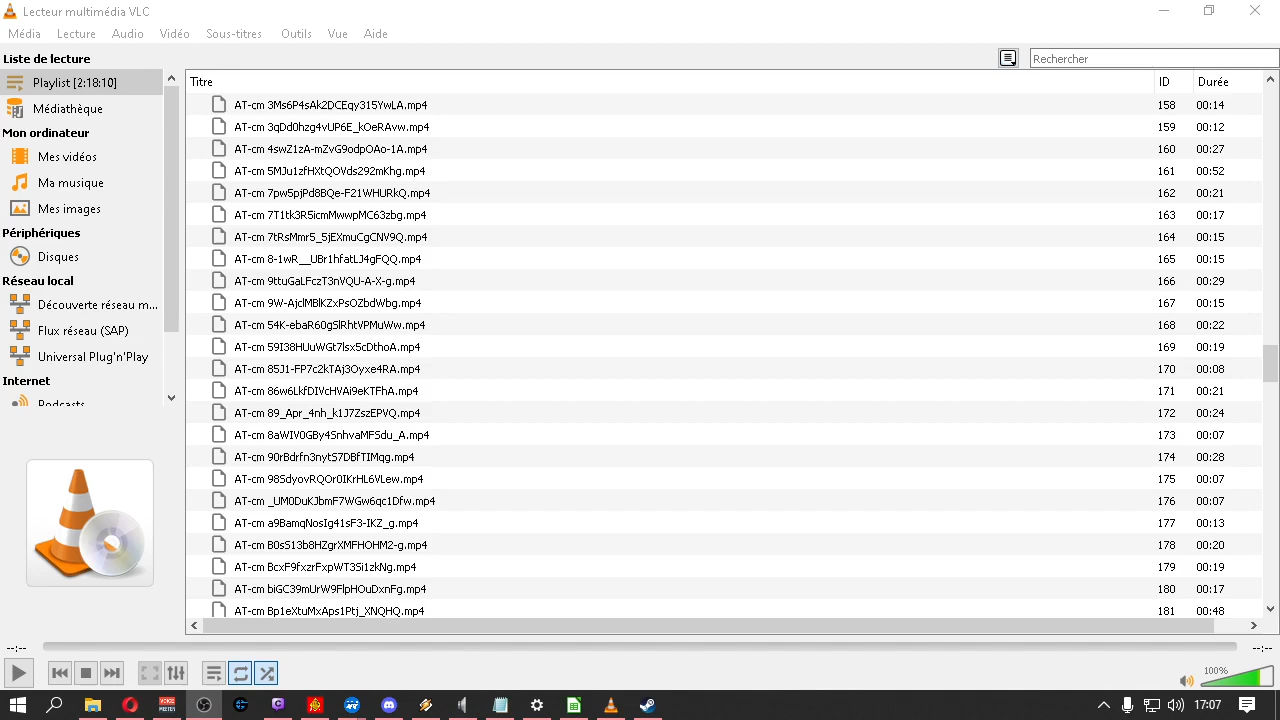 Lecteur multimédia VLC
Média Lecture Audio Vidéo Sous-titres Outils Vue Aide
Liste de lecture
Rechercher
Playlist [2:18:10]
Médiathèque
Mon ordinateur
Mes vidéos
Ma musique
Mes images
Périphériques
Disques
Réseau local
Découverte réseau m...
Flux réseau (SAP)
Universal Plug'n'Play
Internet
Podcasts
Titre ID Durée
AT-cm 3Ms6P4sAk2DCEqy315YwLA.mp4 158 00:14
AT-cm 3qDd0hzg4vUP6E_kOeRAvw.mp4 159 00:12
AT-cm 4swZ1zA-mZvG9odpOAo-1A.mp4 160 00:27
AT-cm 5MJu1zfHXtQOVds292mKhg.mp4 161 00:52
AT-cm 7pw5pjPd8BQe-F21WHURkQ.mp4 162 00:21
AT-cm 7T1tk3R5icmMwwpMC63zbg.mp4 163 00:17
AT-cm 7tRsMmr5_5jEXmuCgCNV9Q.mp4 164 00:15
AT-cm 8-1wR__UBr1hfatLJ4gFQQ.mp4 165 00:15
AT-cm 9ttuGaLFczT3nVQU-A-X-g.mp4 166 00:29
AT-cm 9W-AjclMBlKZxPsOZbdWbg.mp4 167 00:15
AT-cm 54K_ebaR60gSlRhtVPMuWw.mp4 168 00:22
AT-cm 59I38HUuWGt7lsx5cDthoA.mp4 169 00:19
AT-cm 85J1-FP7c2kTAj3Oyxe4RA.mp4 170 00:08
AT-cm 86w6LkfDIVcHVAi9eKTFhA.mp4 171 00:21
AT-cm 89_Apr_4nh_k1J7ZszEPVQ.mp4 172 00:24
AT-cm 8aWIV0GBy4SnhvaMFSdu_A.mp4 173 00:07
AT-cm 90rBdrfn3nytS7DBfTIMqg.mp4 174 00:28
AT-cm 98SdyovRQOr0IKrHL6VLew.mp4 175 00:07
AT-cm _UM0DuKJbmF7WGw6qc1Dfw.mp4 176 00:07
AT-cm a9BamqNosIg41sF3-IKZ_g.mp4 177 00:13
AT-cm B0sS13b8HZgrXMFHOHM2-g.mp4 178 00:20
AT-cm BcxF9fxzrFxpWT3Si1zkNg.mp4 179 00:19
AT-cm biGC39mUrW9FlpHOuDxnFg.mp4 180 00:17
AT-cm Bp1eXtuMxAps1Ptj_XNQHQ.mp4 181 00:48
--:-- --:--
100%
VOICE
MEETER
17:07